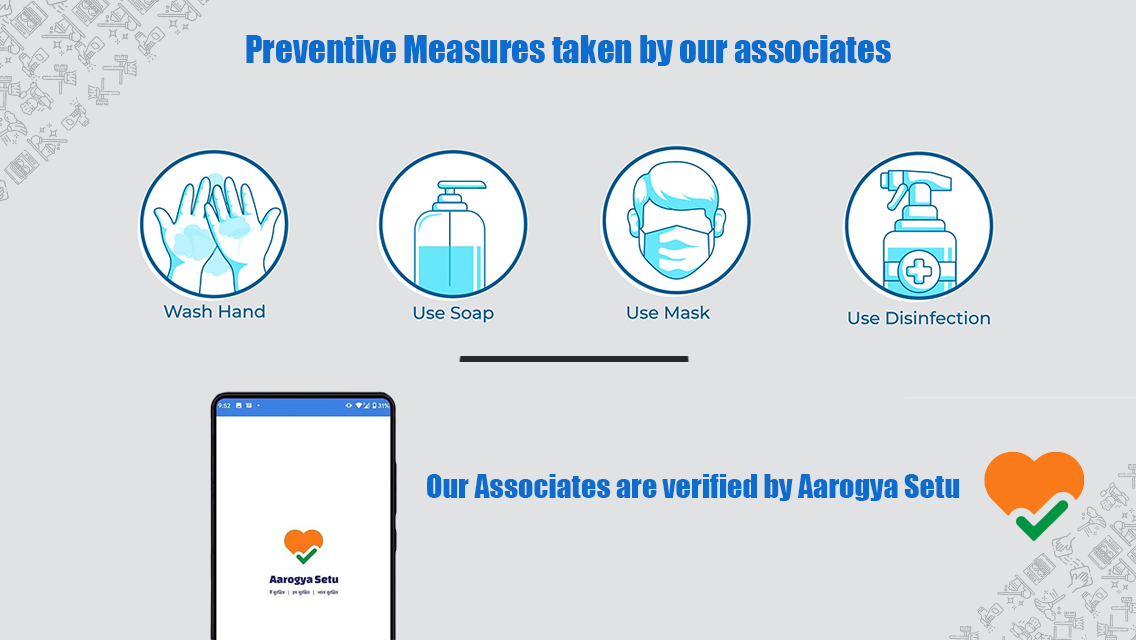 Preventive Measures taken by our associates
Wash Hand
Use Soap
Use Mask
Use Disinfection
9:52
31%
Our Associates are verified by Aarogya Setu
Aarogya Setu
मैं सुरक्षित | हम सुरक्षित | भारत सुरक्षित